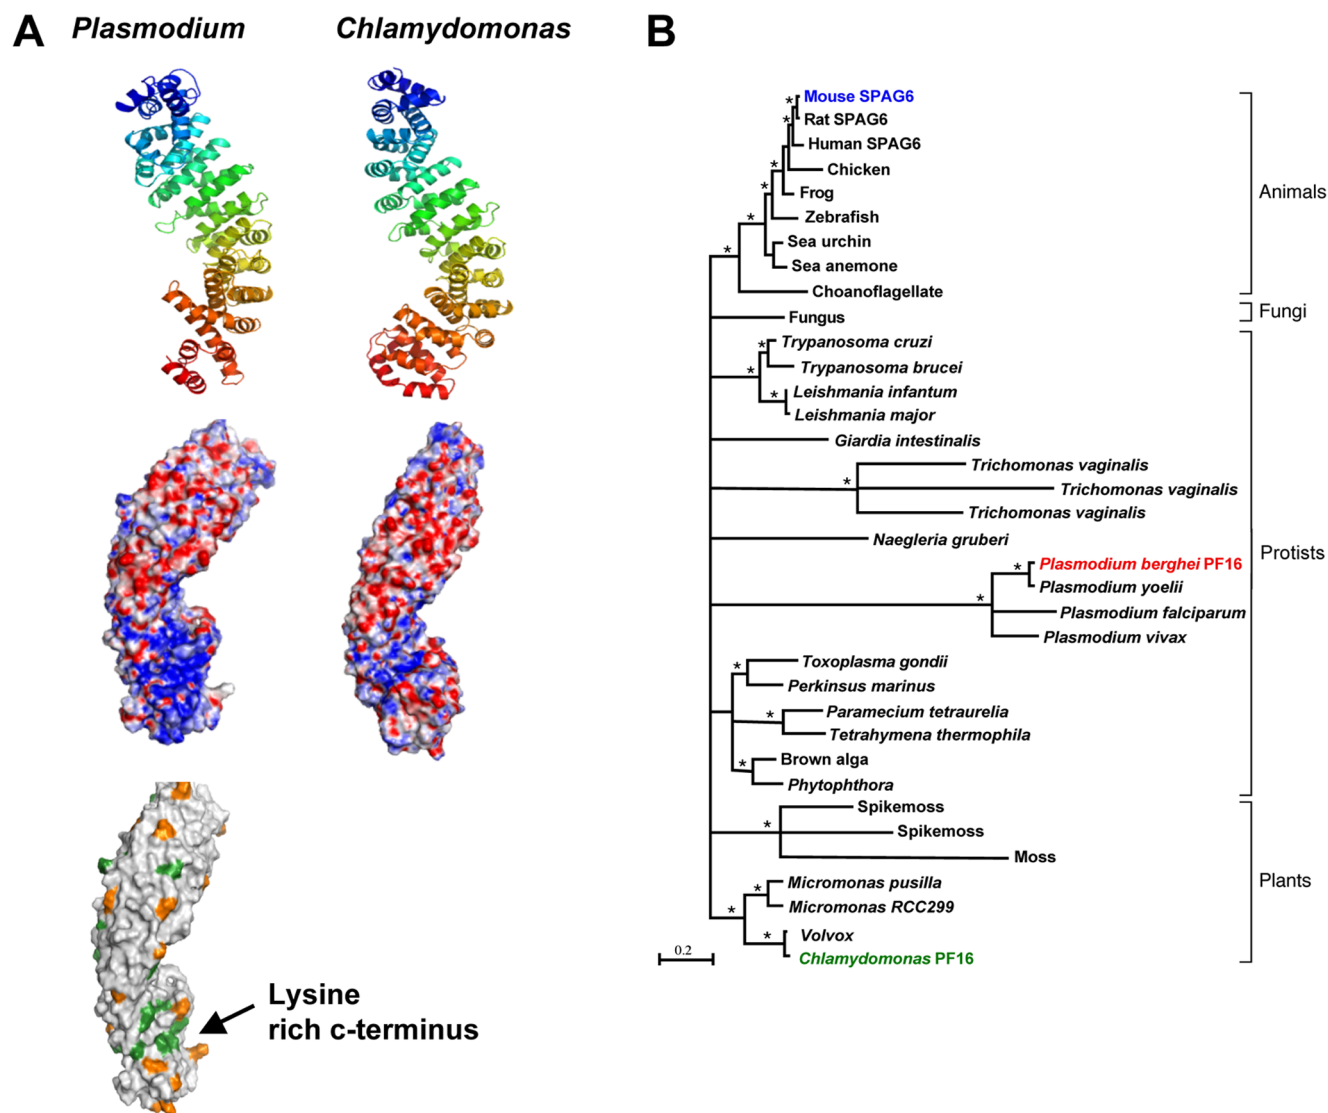 A
Plasmodium
Chlamydomonas
Lysine
rich c-terminus
B
* Mouse SPAG6
* Rat SPAG6
Human SPAG6
* Chicken
* Frog
* Zebrafish
Sea urchin
* Sea anemone
Choanoflagellate
Fungus
* Trypanosoma cruzi
* Trypanosoma brucei
* Leishmania infantum
Leishmania major
Giardia intestinalis
Trichomonas vaginalis
* Trichomonas vaginalis
Trichomonas vaginalis
Naegleria gruberi
* Plasmodium berghei PF16
* Plasmodium yoelii
Plasmodium falciparum
Plasmodium vivax
* Toxoplasma gondii
Perkinsus marinus
* Paramecium tetraurelia
Tetrahymena thermophila
* Brown alga
Phytophthora
Spikemoss
* Spikemoss
Moss
* Micromonas pusilla
* Micromonas RCC299
* Volvox
Chlamydomonas PF16
0.2
Animals
Fungi
Protists
Plants